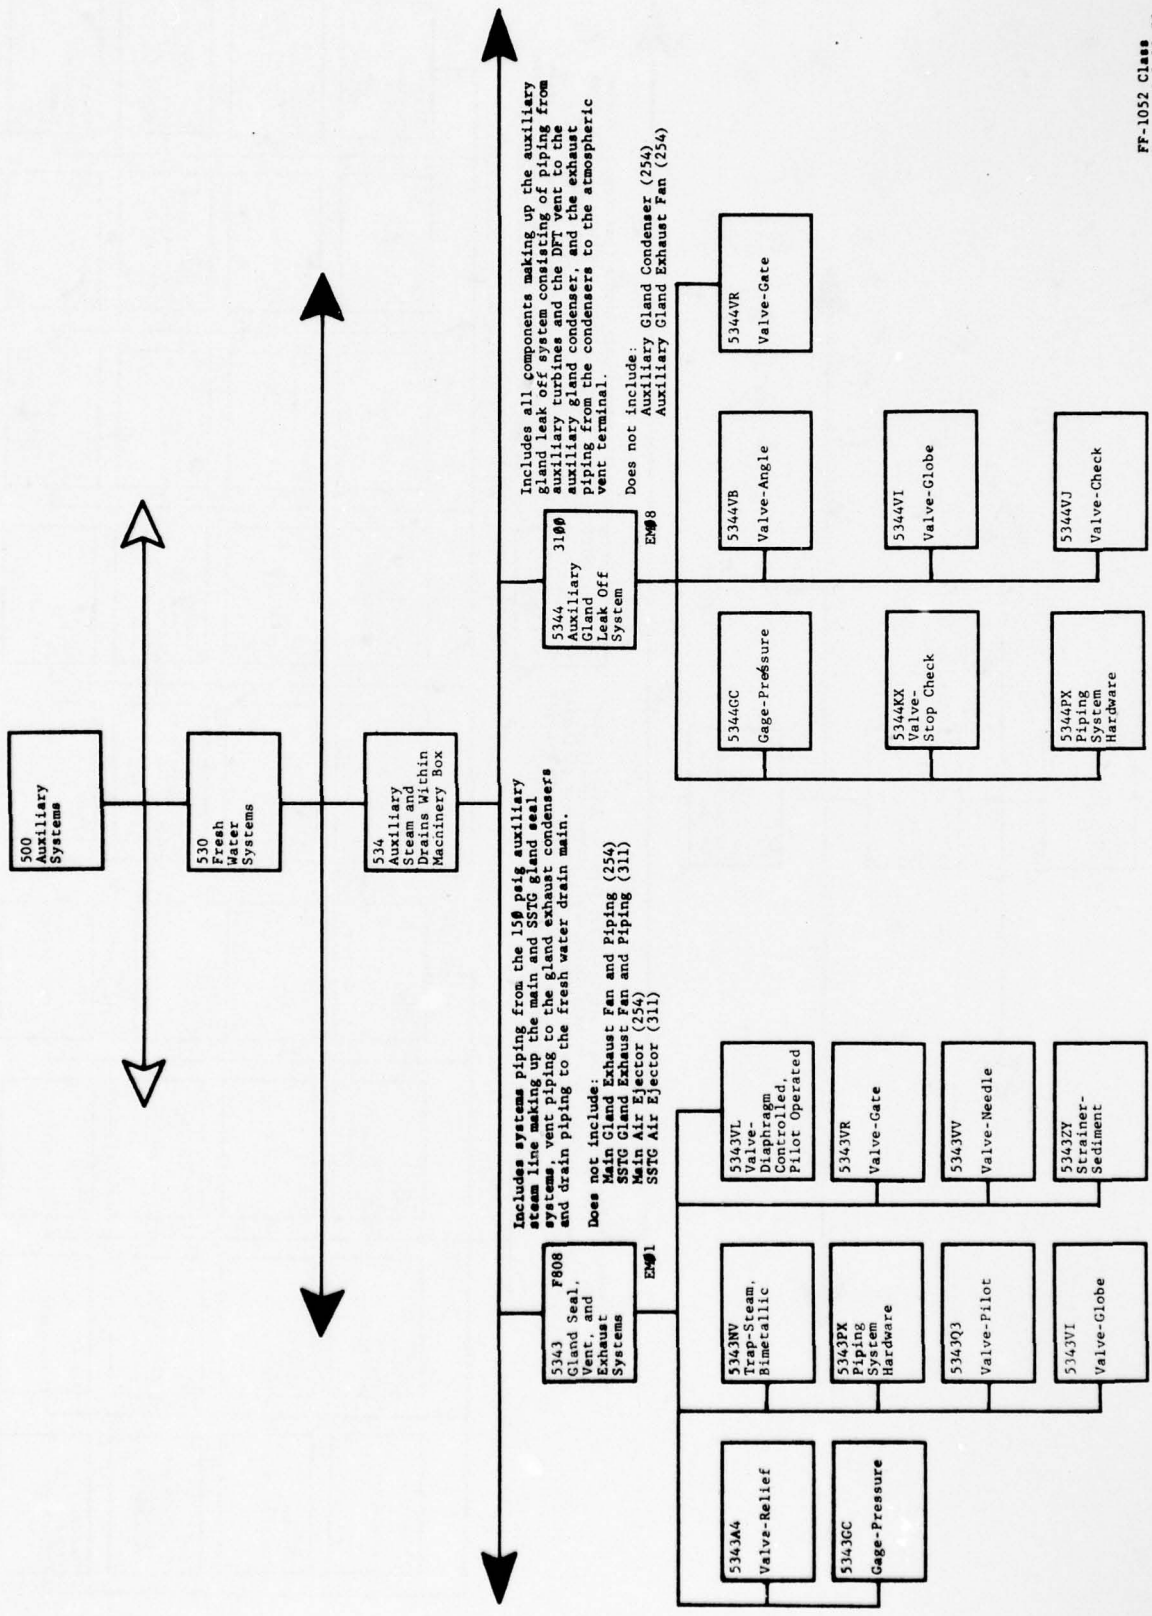 500
Auxiliary
Systems
530
Fresh
Water
Systems
534
Auxiliary
Steam and
Drains Within
Machinery Box
5343 F808
Gland Seal,
Vent, and
Exhaust
Systems
EM01
Includes systems piping from the 150 psig auxiliary
steam line making up the main and SSTG gland seal
systems, vent piping to the gland exhaust condensers
and drain piping to the fresh water drain main.
Does not include:
Main Gland Exhaust Fan and Piping (254)
SSTG Gland Exhaust Fan and Piping (311)
Main Air Ejector (254)
SSTG Air Ejector (311)
5343A4
Valve-Relief
5343GC
Gage-Pressure
5343NV
Trap-Steam,
Bimetallic
5343PX
Piping
System
Hardware
5343Q3
Valve-Pilot
5343VI
Valve-Globe
5343VL
Valve-
Diaphragm
Controlled,
Pilot Operated
5343VR
Valve-Gate
5343VV
Valve-Needle
5343ZY
Strainer-
Sediment
5344 3100
Auxiliary
Gland
Leak Off
System
EM08
Includes all components making up the auxiliary
gland leak off system consisting of piping from
auxiliary turbines and the DFT vent to the
auxiliary gland condenser, and the exhaust
piping from the condensers to the atmospheric
vent terminal.
Does not include:
Auxiliary Gland Condenser (254)
Auxiliary Gland Exhaust Fan (254)
5344GC
Gage-Pressure
5344KX
Valve-
Stop Check
5344PX
Piping
System
Hardware
5344VB
Valve-Angle
5344VI
Valve-Globe
5344VJ
Valve-Check
5344VR
Valve-Gate
FF-1052 Class